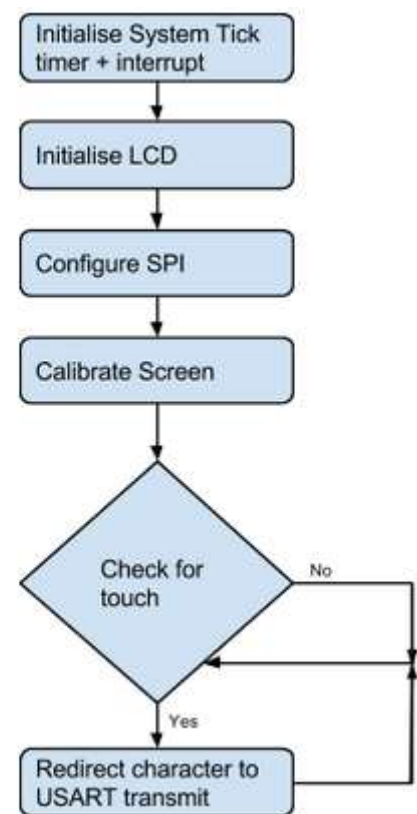 Initialise System Tick
timer + interrupt
Initialise LCD
Configure SPI
Calibrate Screen
Check for
touch
No
Yes
Redirect character to
USART transmit